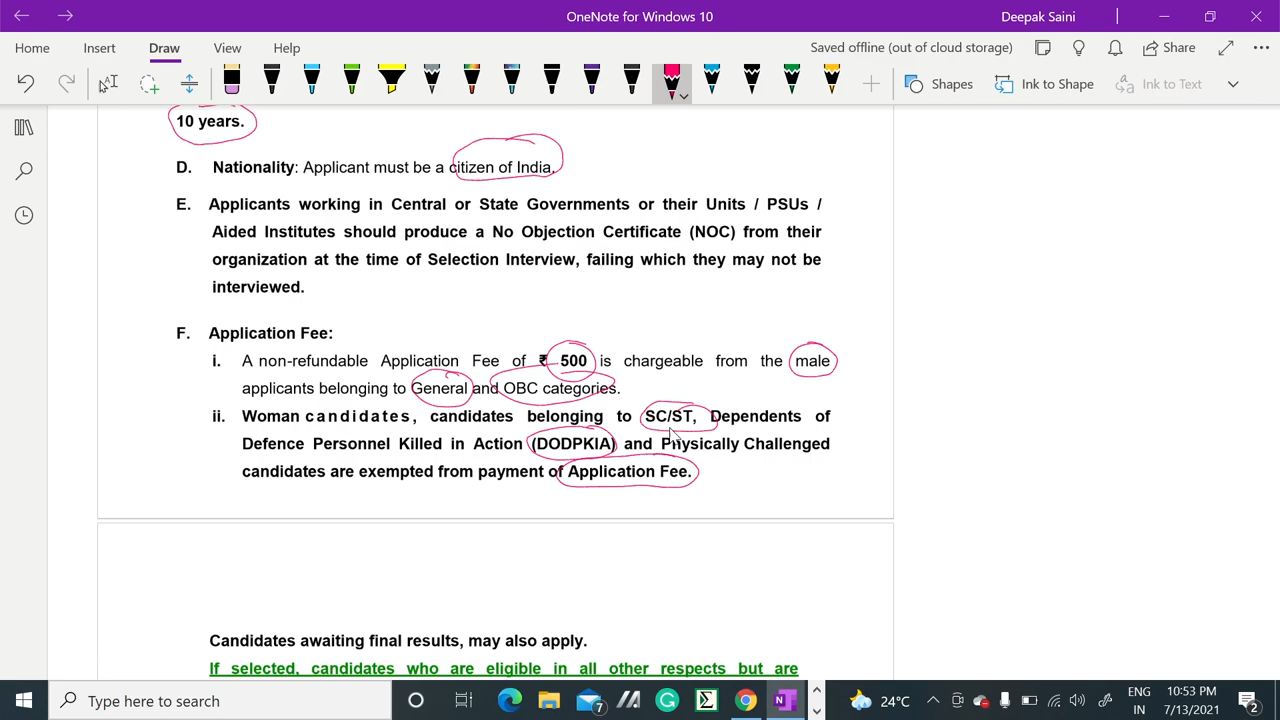 OneNote for Windows 10
Deepak Saini
Home Insert Draw View Help
Saved offline (out of cloud storage)
Share
Shapes
Ink to Shape
Ink to Text
10 years.
D. Nationality: Applicant must be a citizen of India.
E. Applicants working in Central or State Governments or their Units / PSUs /
Aided Institutes should produce a No Objection Certificate (NOC) from their
organization at the time of Selection Interview, failing which they may not be
interviewed.
F. Application Fee:
i. A non-refundable Application Fee of ₹ 500 is chargeable from the male
applicants belonging to General and OBC categories.
ii. Woman candidates, candidates belonging to SC/ST, Dependents of
Defence Personnel Killed in Action (DODPKIA) and Physically Challenged
candidates are exempted from payment of Application Fee.
Candidates awaiting final results, may also apply.
If selected, candidates who are eligible in all other respects but are
Type here to search
7
24°C
ENG
IN
10:53 PM
7/13/2021
2